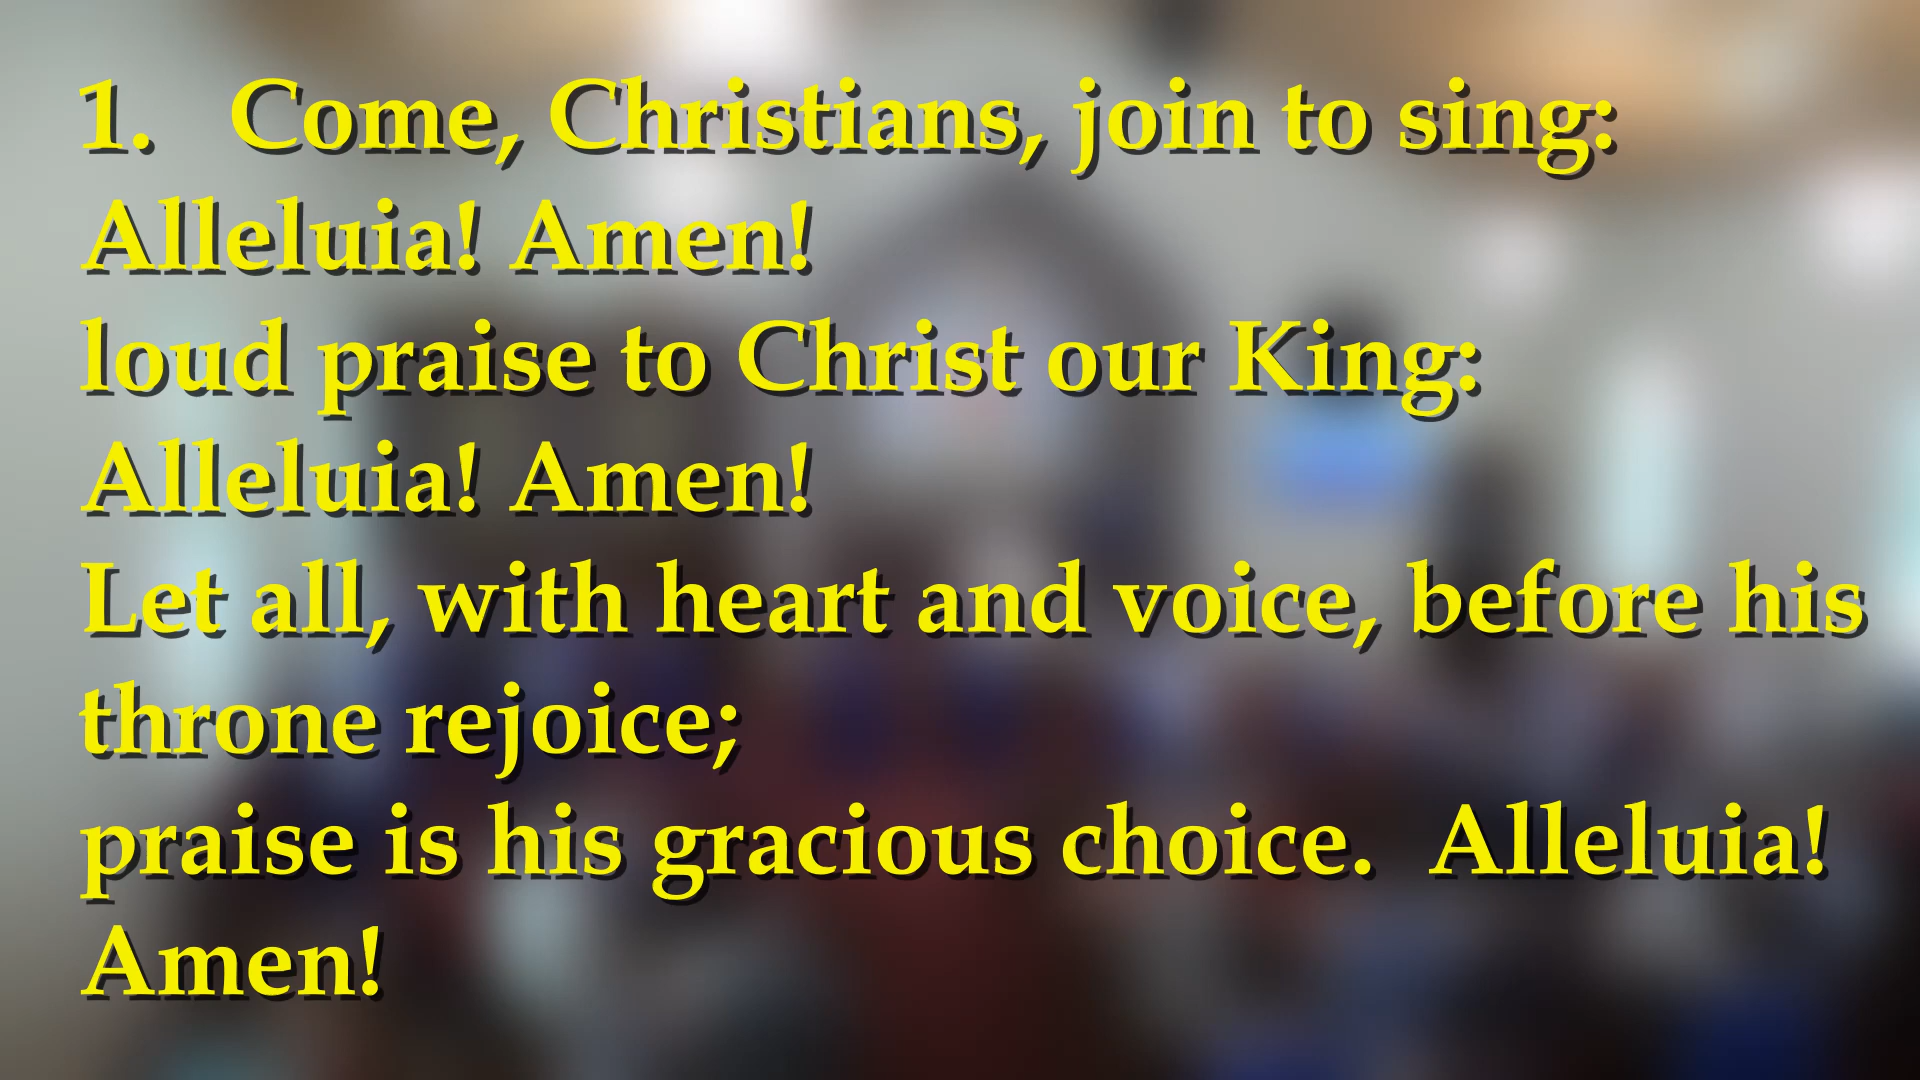 1.   Come, Christians, join to sing:
Alleluia! Amen!
loud praise to Christ our King:
Alleluia! Amen!
Let all, with heart and voice, before his
throne rejoice;
praise is his gracious choice.  Alleluia!
Amen!